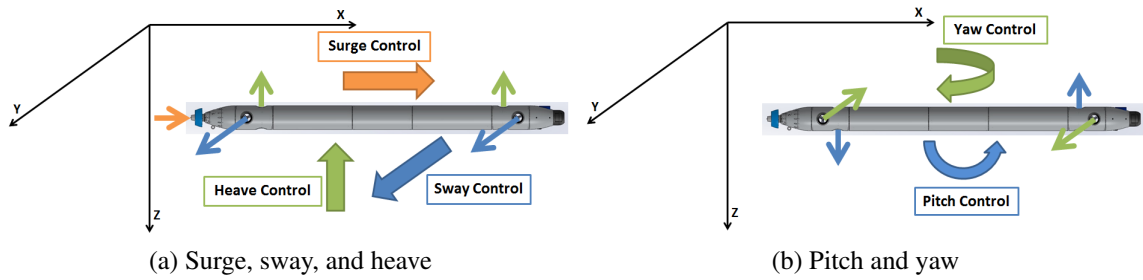 X
Surge Control
Y
Heave Control
Sway Control
Z
(a) Surge, sway, and heave
X
Yaw Control
Y
Pitch Control
Z
(b) Pitch and yaw